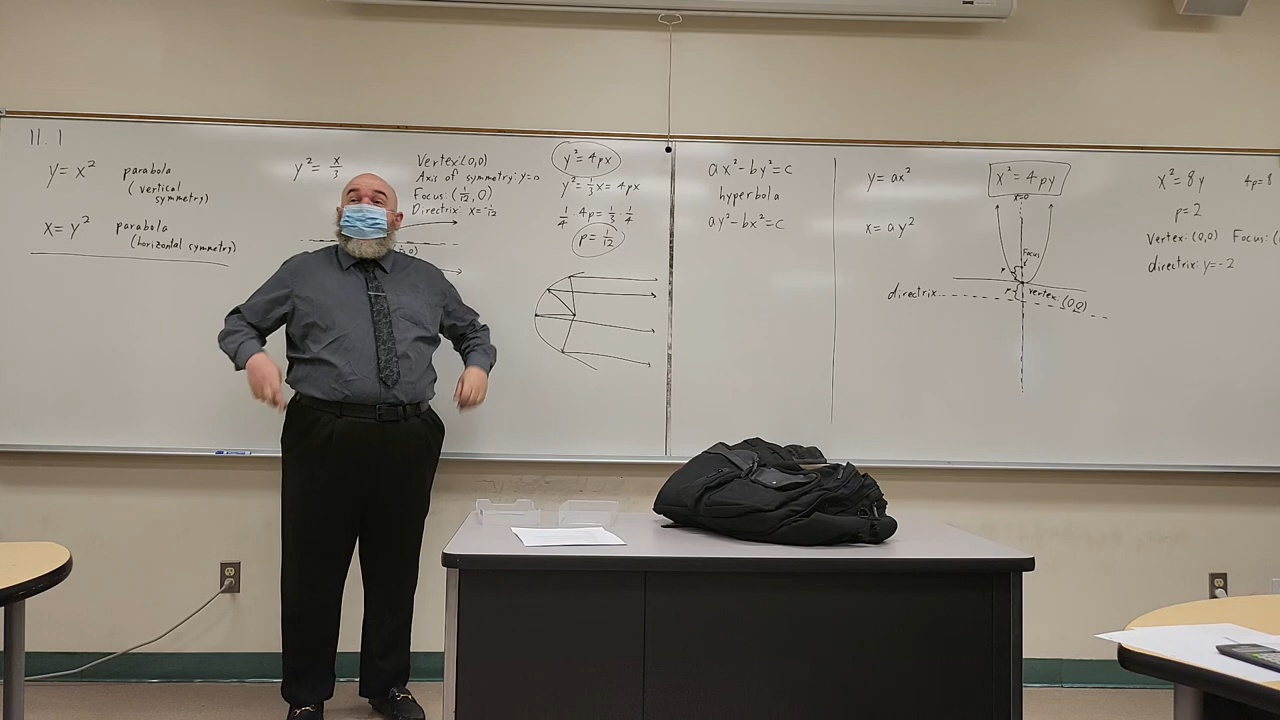 11.1
y = x² parabola
(vertical
symmetry)
x = y² parabola
(horizontal symmetry)
y² = x/3
Vertex: (0,0)
Axis of symmetry: y=0
Focus: (1/12, 0)
Directrix: x = -1/12
y² = 4px
y² = 1/3 x = 4px
1/4 · 4p = 1/3 · 1/4
p = 1/12
ax² - by² = c
hyperbola
ay² - bx² = c
y = ax²
x = ay²
x² = 4py
x=0
Focus
P
P
vertex: (0,0)
directrix
x² = 8y 4p = 8
p = 2
Vertex: (0,0) Focus: (
directrix: y = -2